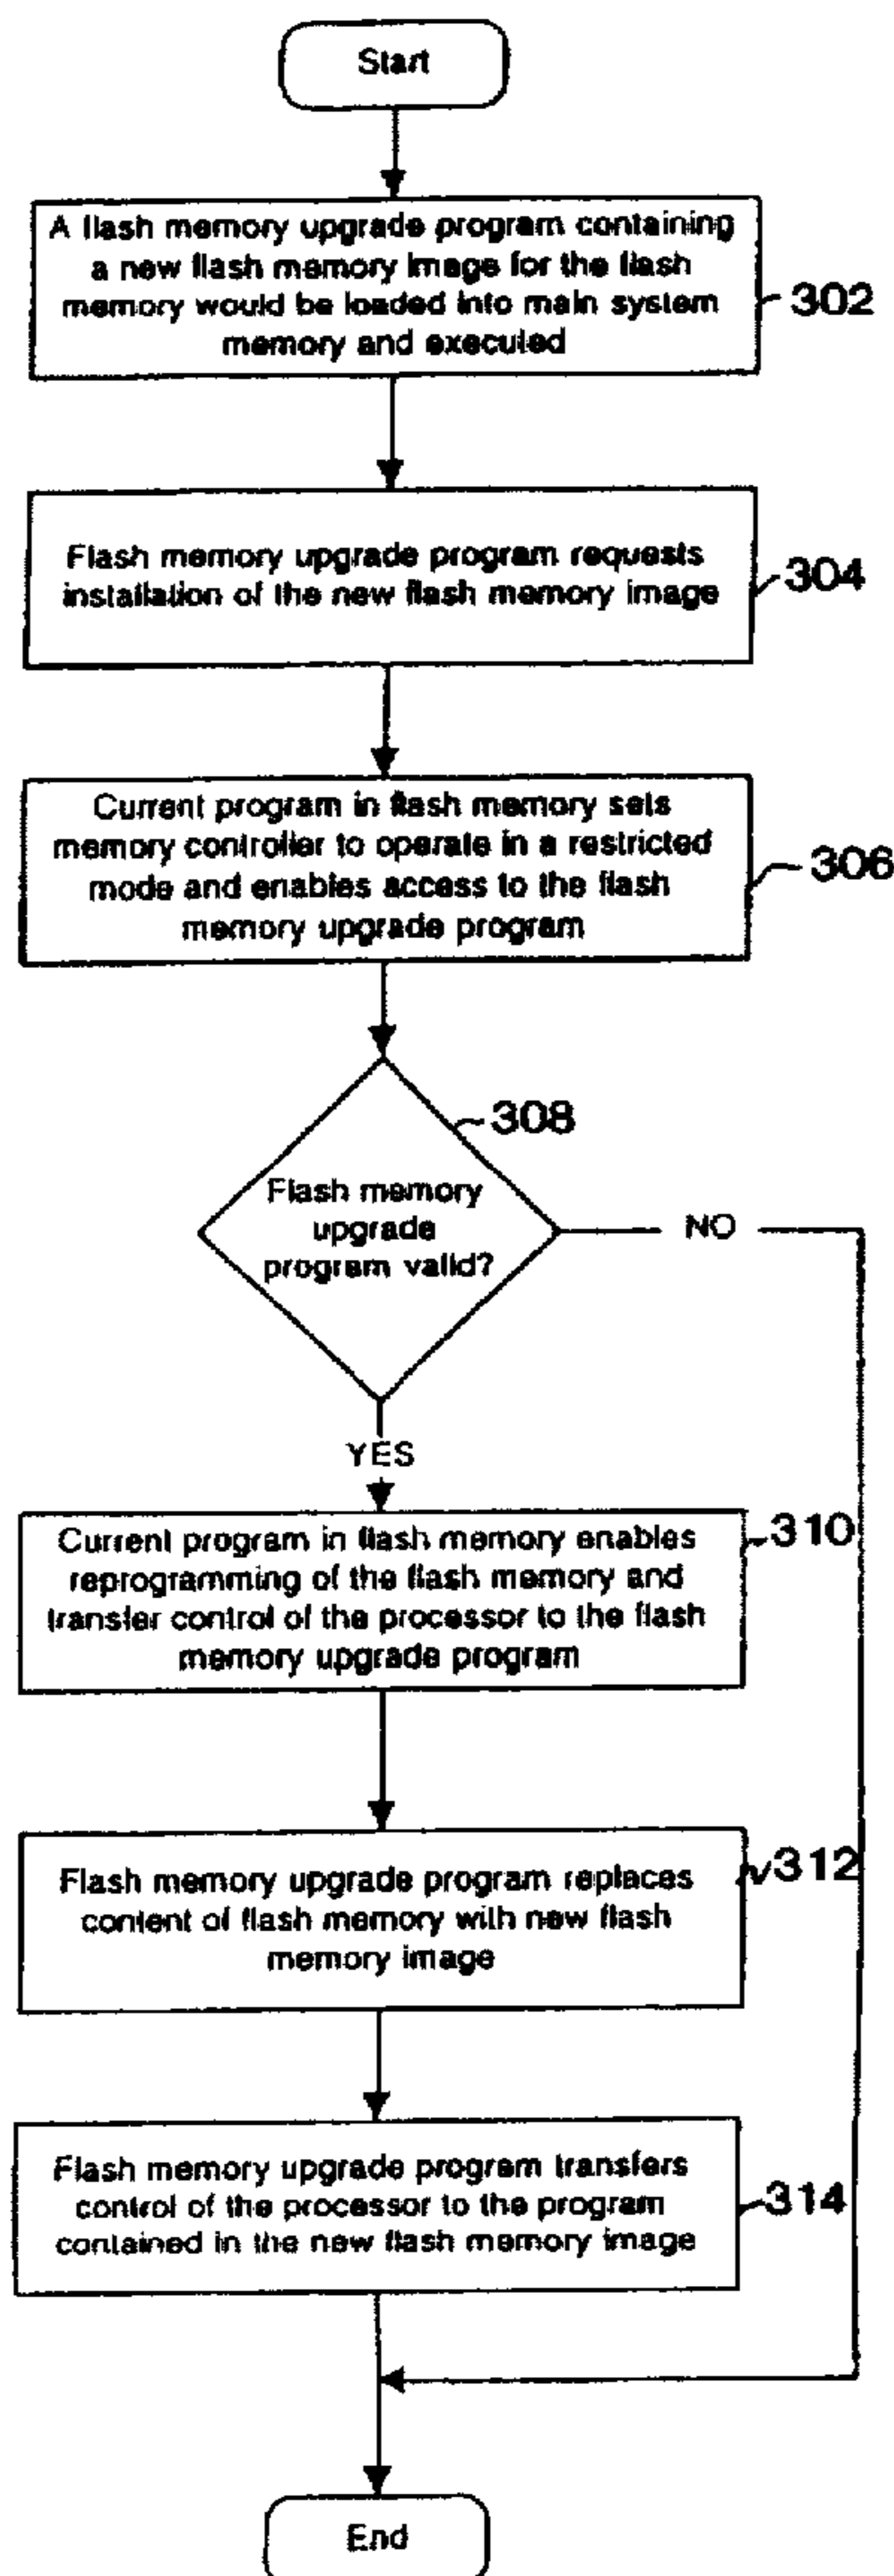 Start
A flash memory upgrade program containing
a new flash memory image for the flash
memory would be loaded into main system
memory and executed
302
Flash memory upgrade program requests
installation of the new flash memory image
304
Current program in flash memory sets
memory controller to operate in a restricted
mode and enables access to the flash
memory upgrade program
306
308
Flash memory
upgrade
program valid?
NO
YES
Current program in flash memory enables
reprogramming of the flash memory and
transfer control of the processor to the flash
memory upgrade program
310
Flash memory upgrade program replaces
content of flash memory with new flash
memory image
312
Flash memory upgrade program transfers
control of the processor to the program
contained in the new flash memory image
314
End